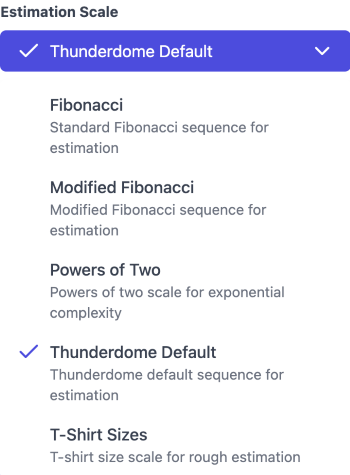 Estimation Scale
Thunderdome Default
Fibonacci
Standard Fibonacci sequence for
estimation
Modified Fibonacci
Modified Fibonacci sequence for
estimation
Powers of Two
Powers of two scale for exponential
complexity
Thunderdome Default
Thunderdome default sequence for
estimation
T-Shirt Sizes
T-shirt size scale for rough estimation